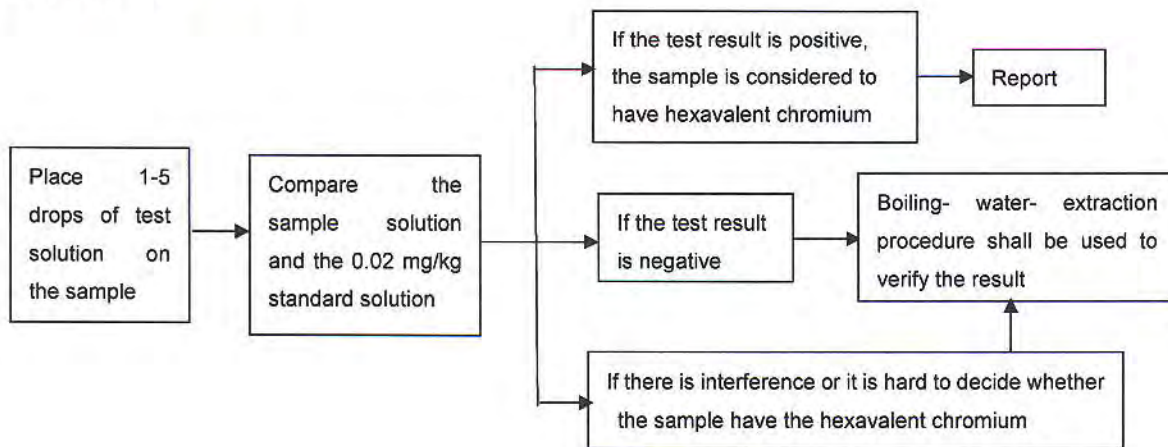 Place 1-5
drops of test
solution on
the sample
Compare the
sample solution
and the 0.02 mg/kg
standard solution
If the test result is positive,
the sample is considered to
have hexavalent chromium
Report
If the test result
is negative
Boiling- water- extraction
procedure shall be used to
verify the result
If there is interference or it is hard to decide whether
the sample have the hexavalent chromium